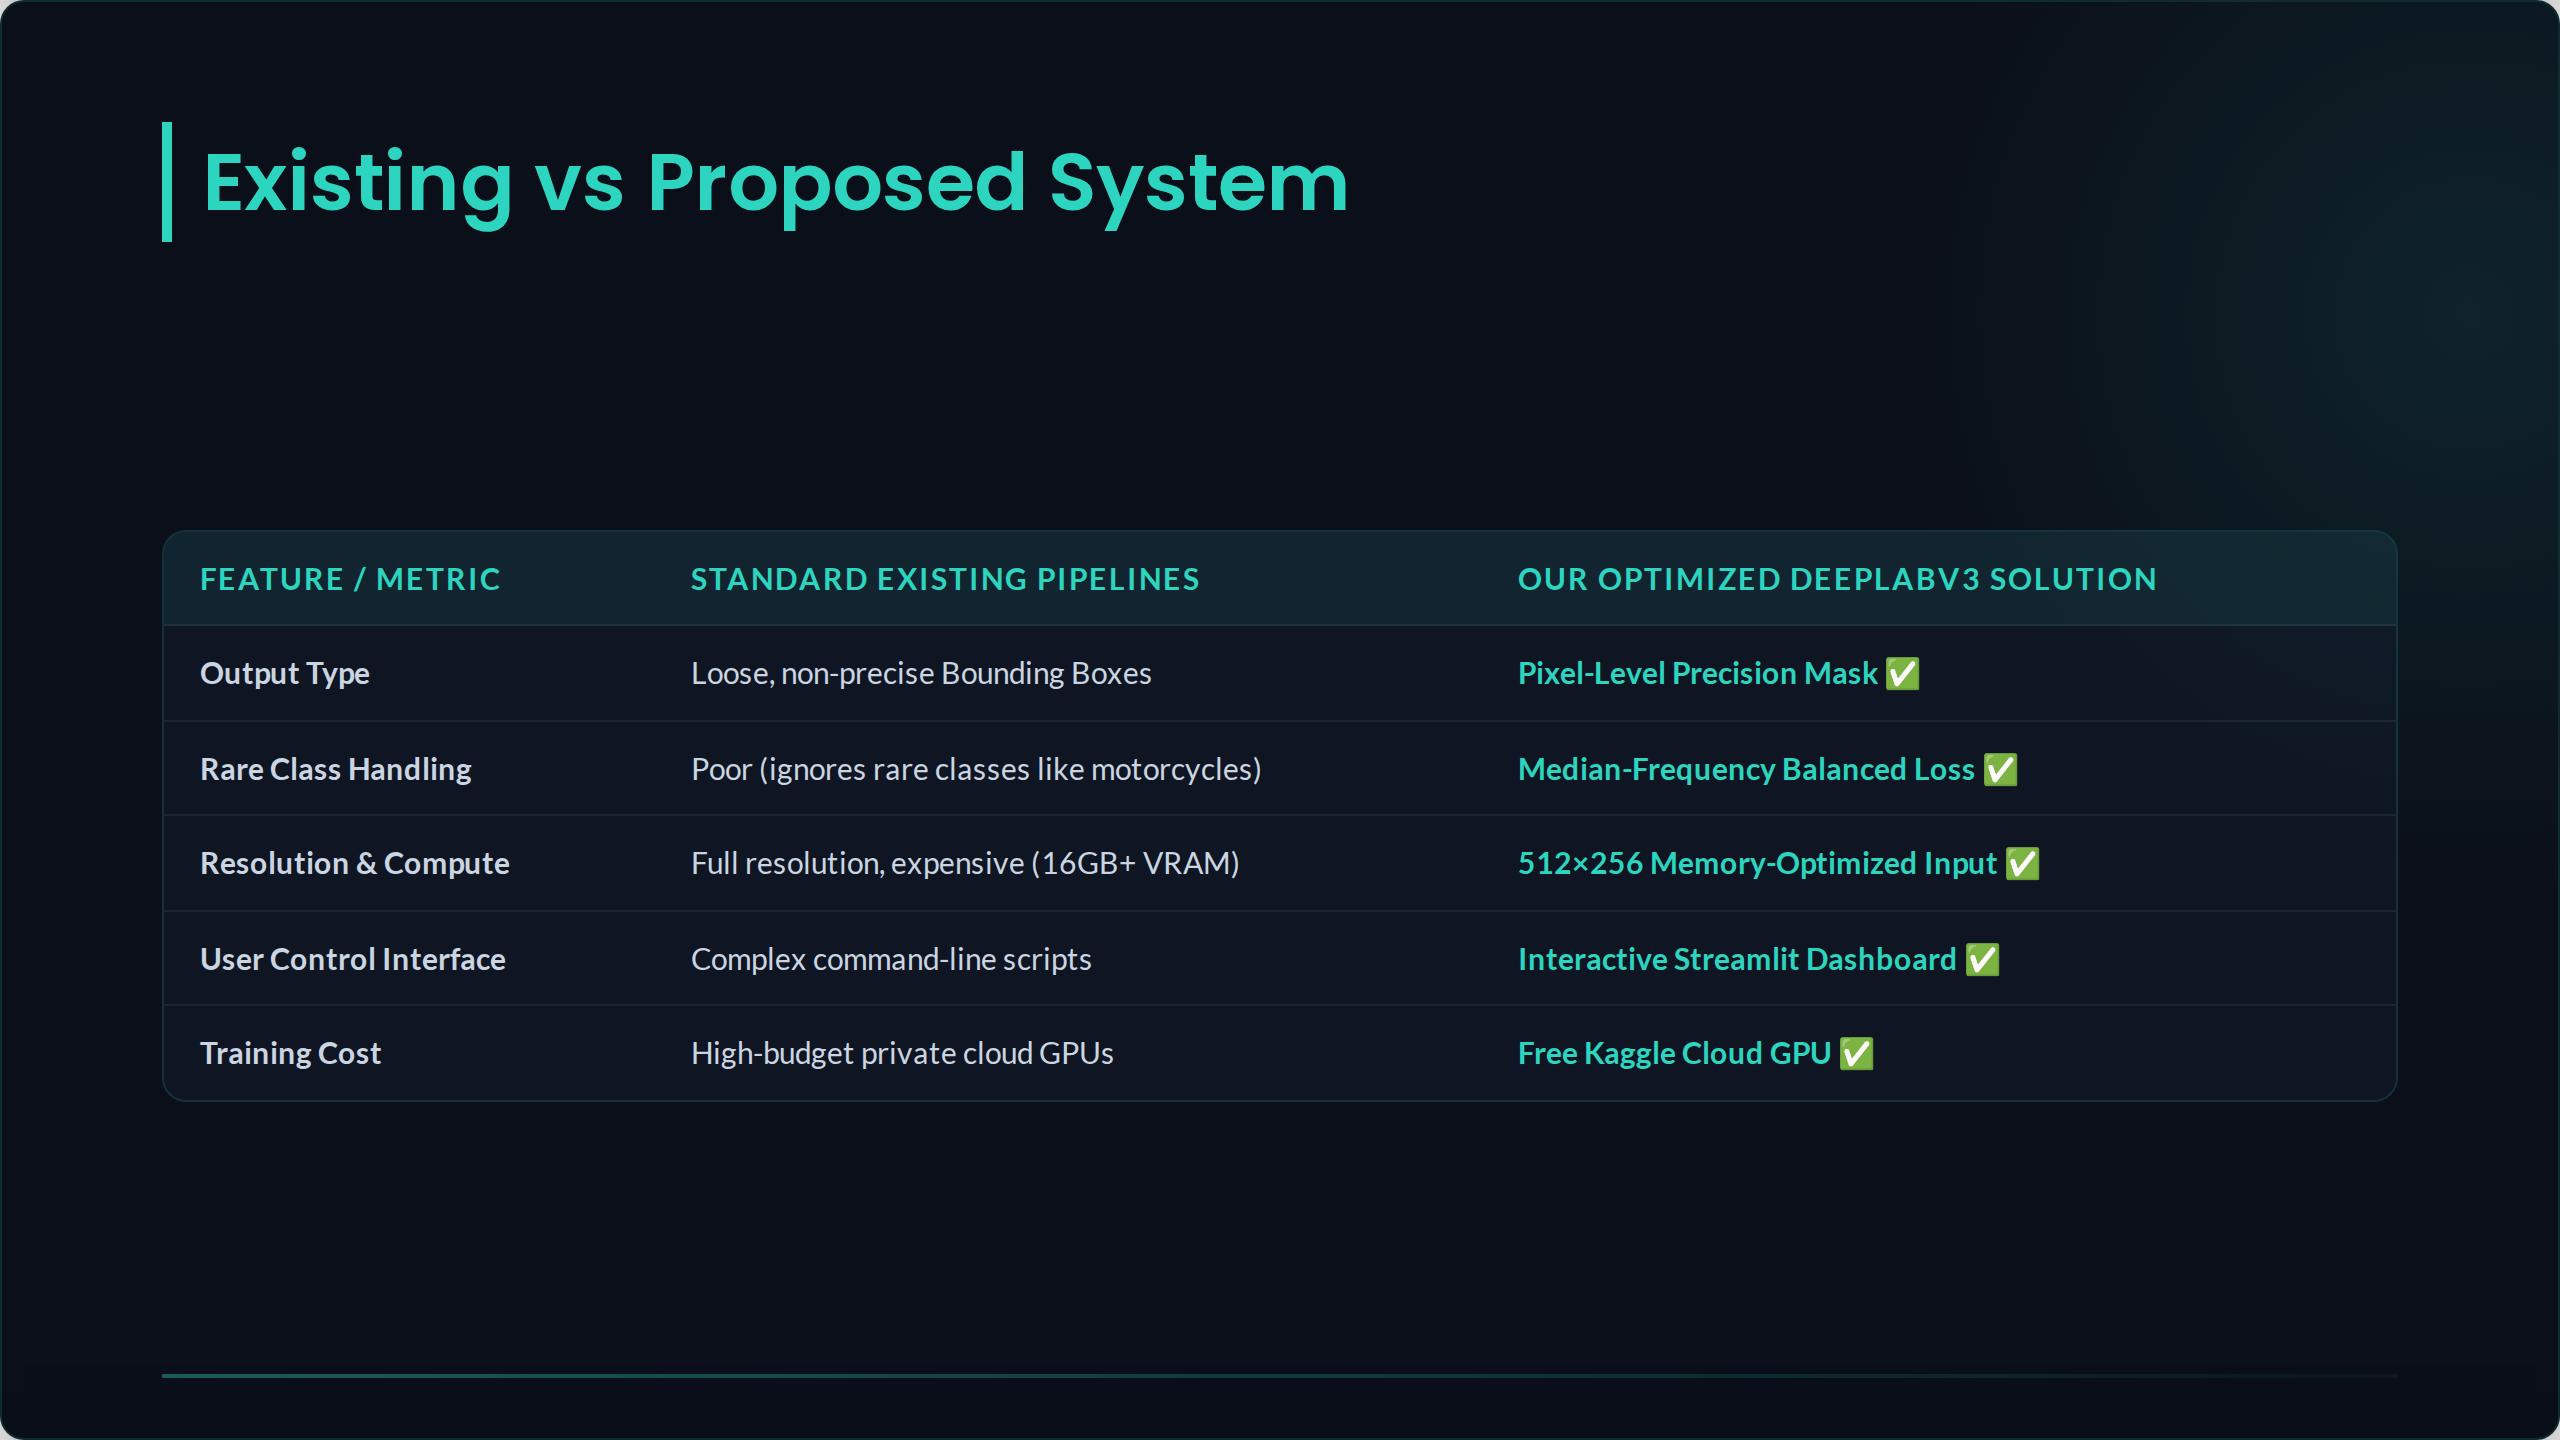 Existing vs Proposed System
FEATURE / METRIC STANDARD EXISTING PIPELINES OUR OPTIMIZED DEEPLABV3 SOLUTION
Output Type Loose, non-precise Bounding Boxes Pixel-Level Precision Mask ✅
Rare Class Handling Poor (ignores rare classes like motorcycles) Median-Frequency Balanced Loss ✅
Resolution & Compute Full resolution, expensive (16GB+ VRAM) 512×256 Memory-Optimized Input ✅
User Control Interface Complex command-line scripts Interactive Streamlit Dashboard ✅
Training Cost High-budget private cloud GPUs Free Kaggle Cloud GPU ✅